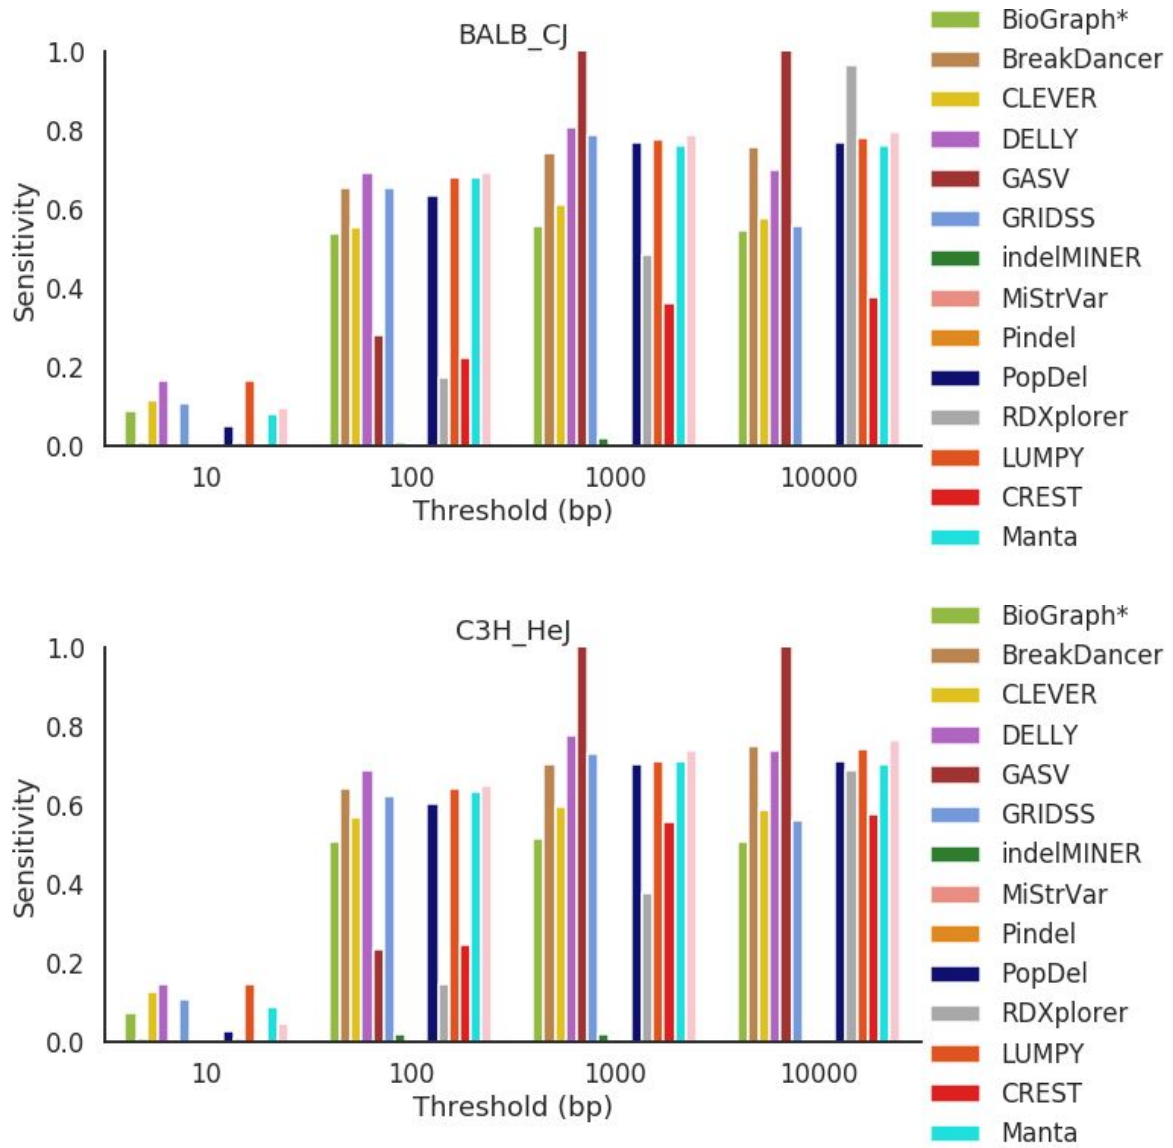 BALB_CJ
1.0
0.8
0.6
0.4
0.2
0.0
Sensitivity
10 100 1000 10000
Threshold (bp)
BioGraph*
BreakDancer
CLEVER
DELLY
GASV
GRIDSS
indelMINER
MiStrVar
Pindel
PopDel
RDXplorer
LUMPY
CREST
Manta
C3H_HeJ
1.0
0.8
0.6
0.4
0.2
0.0
Sensitivity
10 100 1000 10000
Threshold (bp)
BioGraph*
BreakDancer
CLEVER
DELLY
GASV
GRIDSS
indelMINER
MiStrVar
Pindel
PopDel
RDXplorer
LUMPY
CREST
Manta